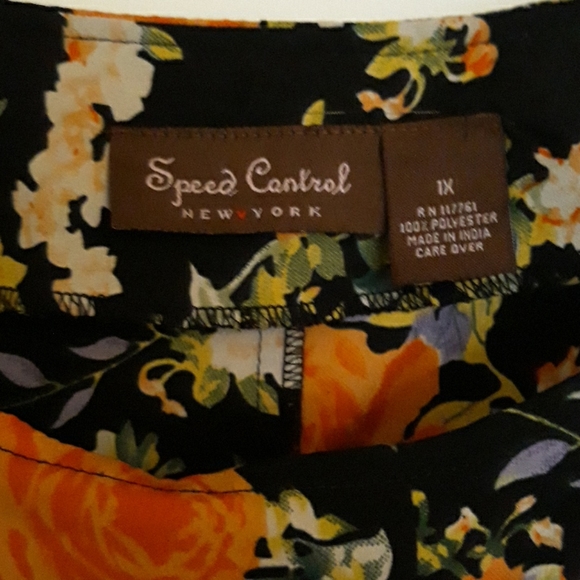 Speed Control
NEW YORK
1X
RN 117761
100% POLYESTER
MADE IN INDIA
CARE OVER